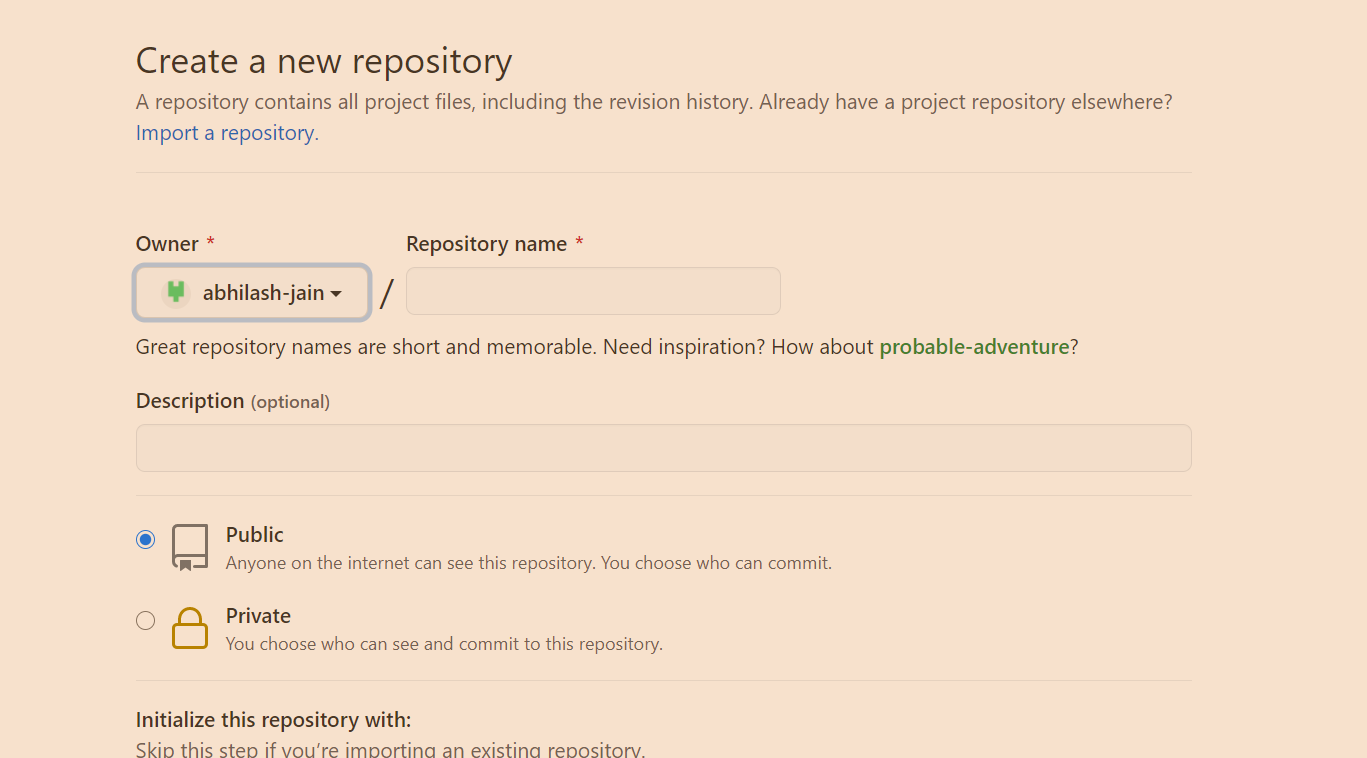 Create a new repository
A repository contains all project files, including the revision history. Already have a project repository elsewhere?
Import a repository.
Owner * Repository name *
abhilash-jain /
Great repository names are short and memorable. Need inspiration? How about probable-adventure?
Description (optional)
Public
Anyone on the internet can see this repository. You choose who can commit.
Private
You choose who can see and commit to this repository.
Initialize this repository with:
Skip this step if you’re importing an existing repository.